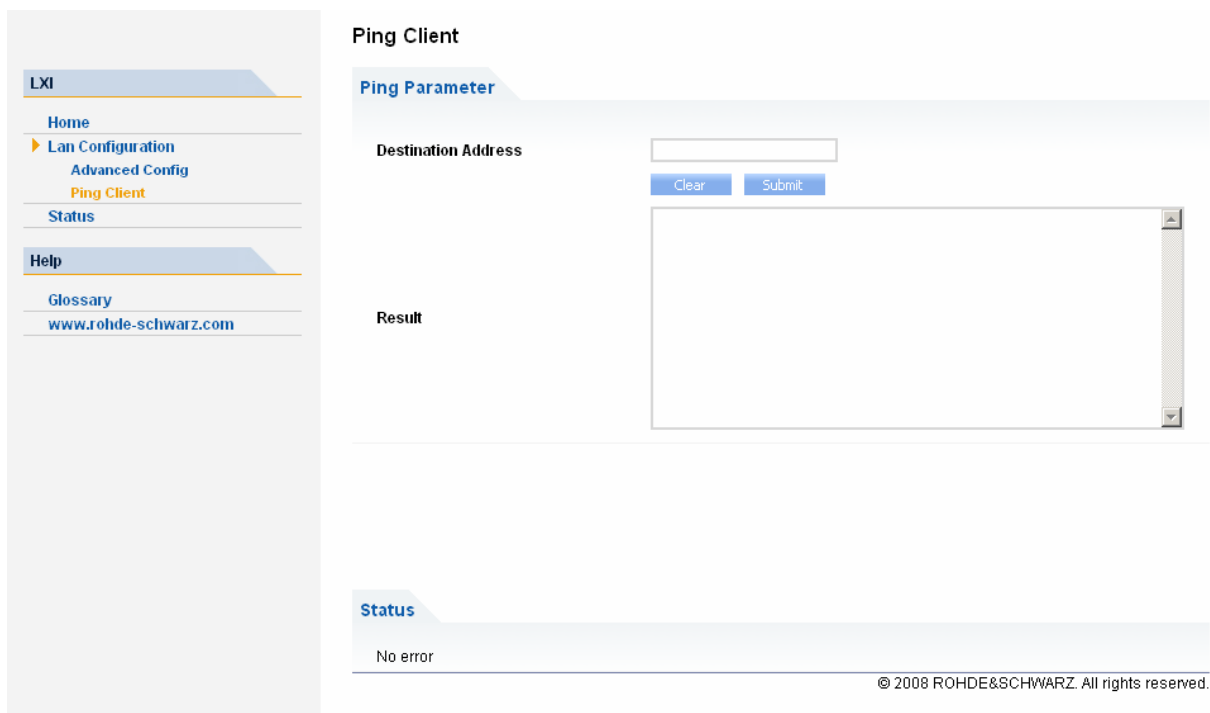 Ping Client
LXI
Home
Lan Configuration
Advanced Config
Ping Client
Status
Help
Glossary
www.rohde-schwarz.com
Ping Parameter
Destination Address
Clear Submit
Result
Status
No error
© 2008 ROHDE&SCHWARZ. All rights reserved.